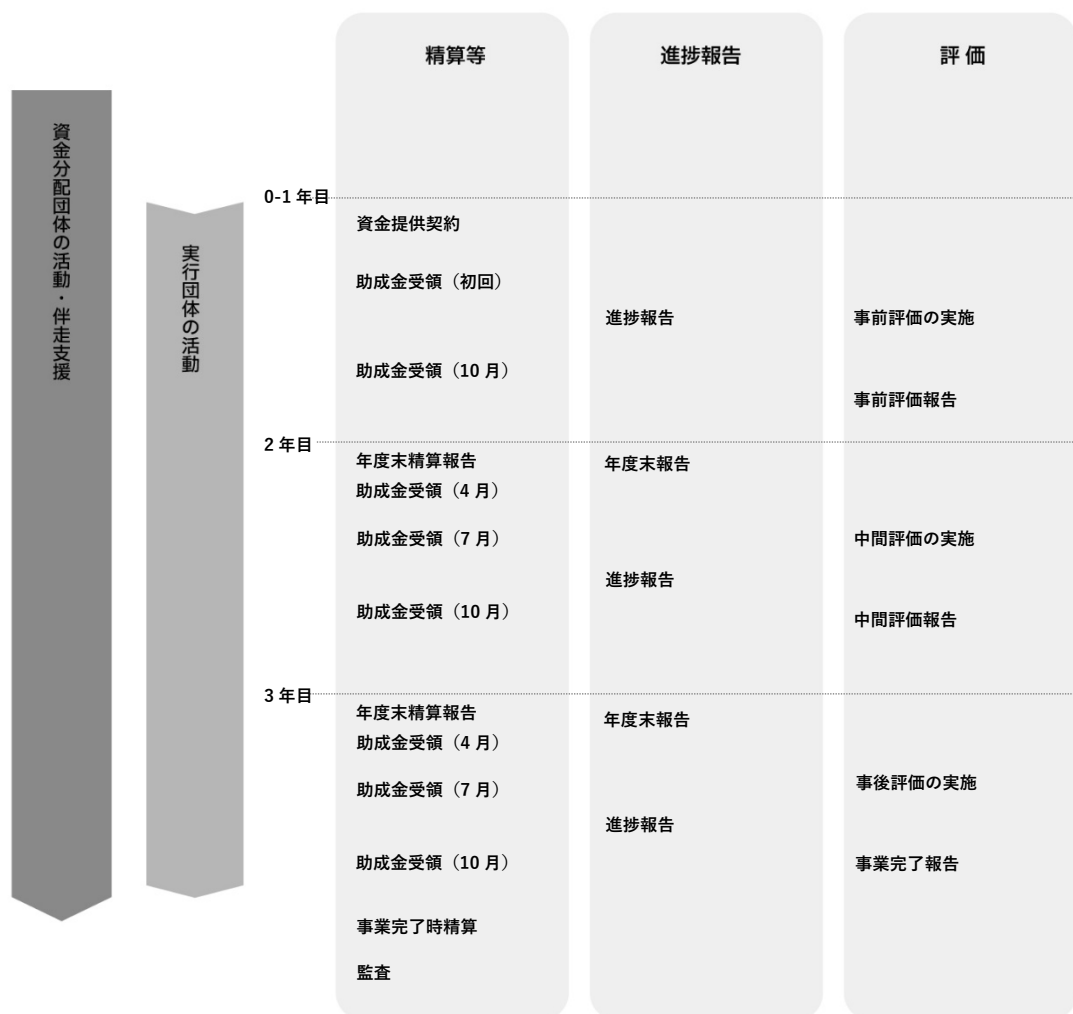 精算等
進捗報告
評 価
資金分配団体の活動・伴走支援
実行団体の活動
0-1 年目
資金提供契約
助成金受領（初回）
進捗報告
事前評価の実施
助成金受領（10 月）
事前評価報告
2 年目
年度末精算報告
年度末報告
助成金受領（4 月）
助成金受領（7 月）
中間評価の実施
進捗報告
助成金受領（10 月）
中間評価報告
3 年目
年度末精算報告
年度末報告
助成金受領（4 月）
助成金受領（7 月）
事後評価の実施
進捗報告
助成金受領（10 月）
事業完了報告
事業完了時精算
監査